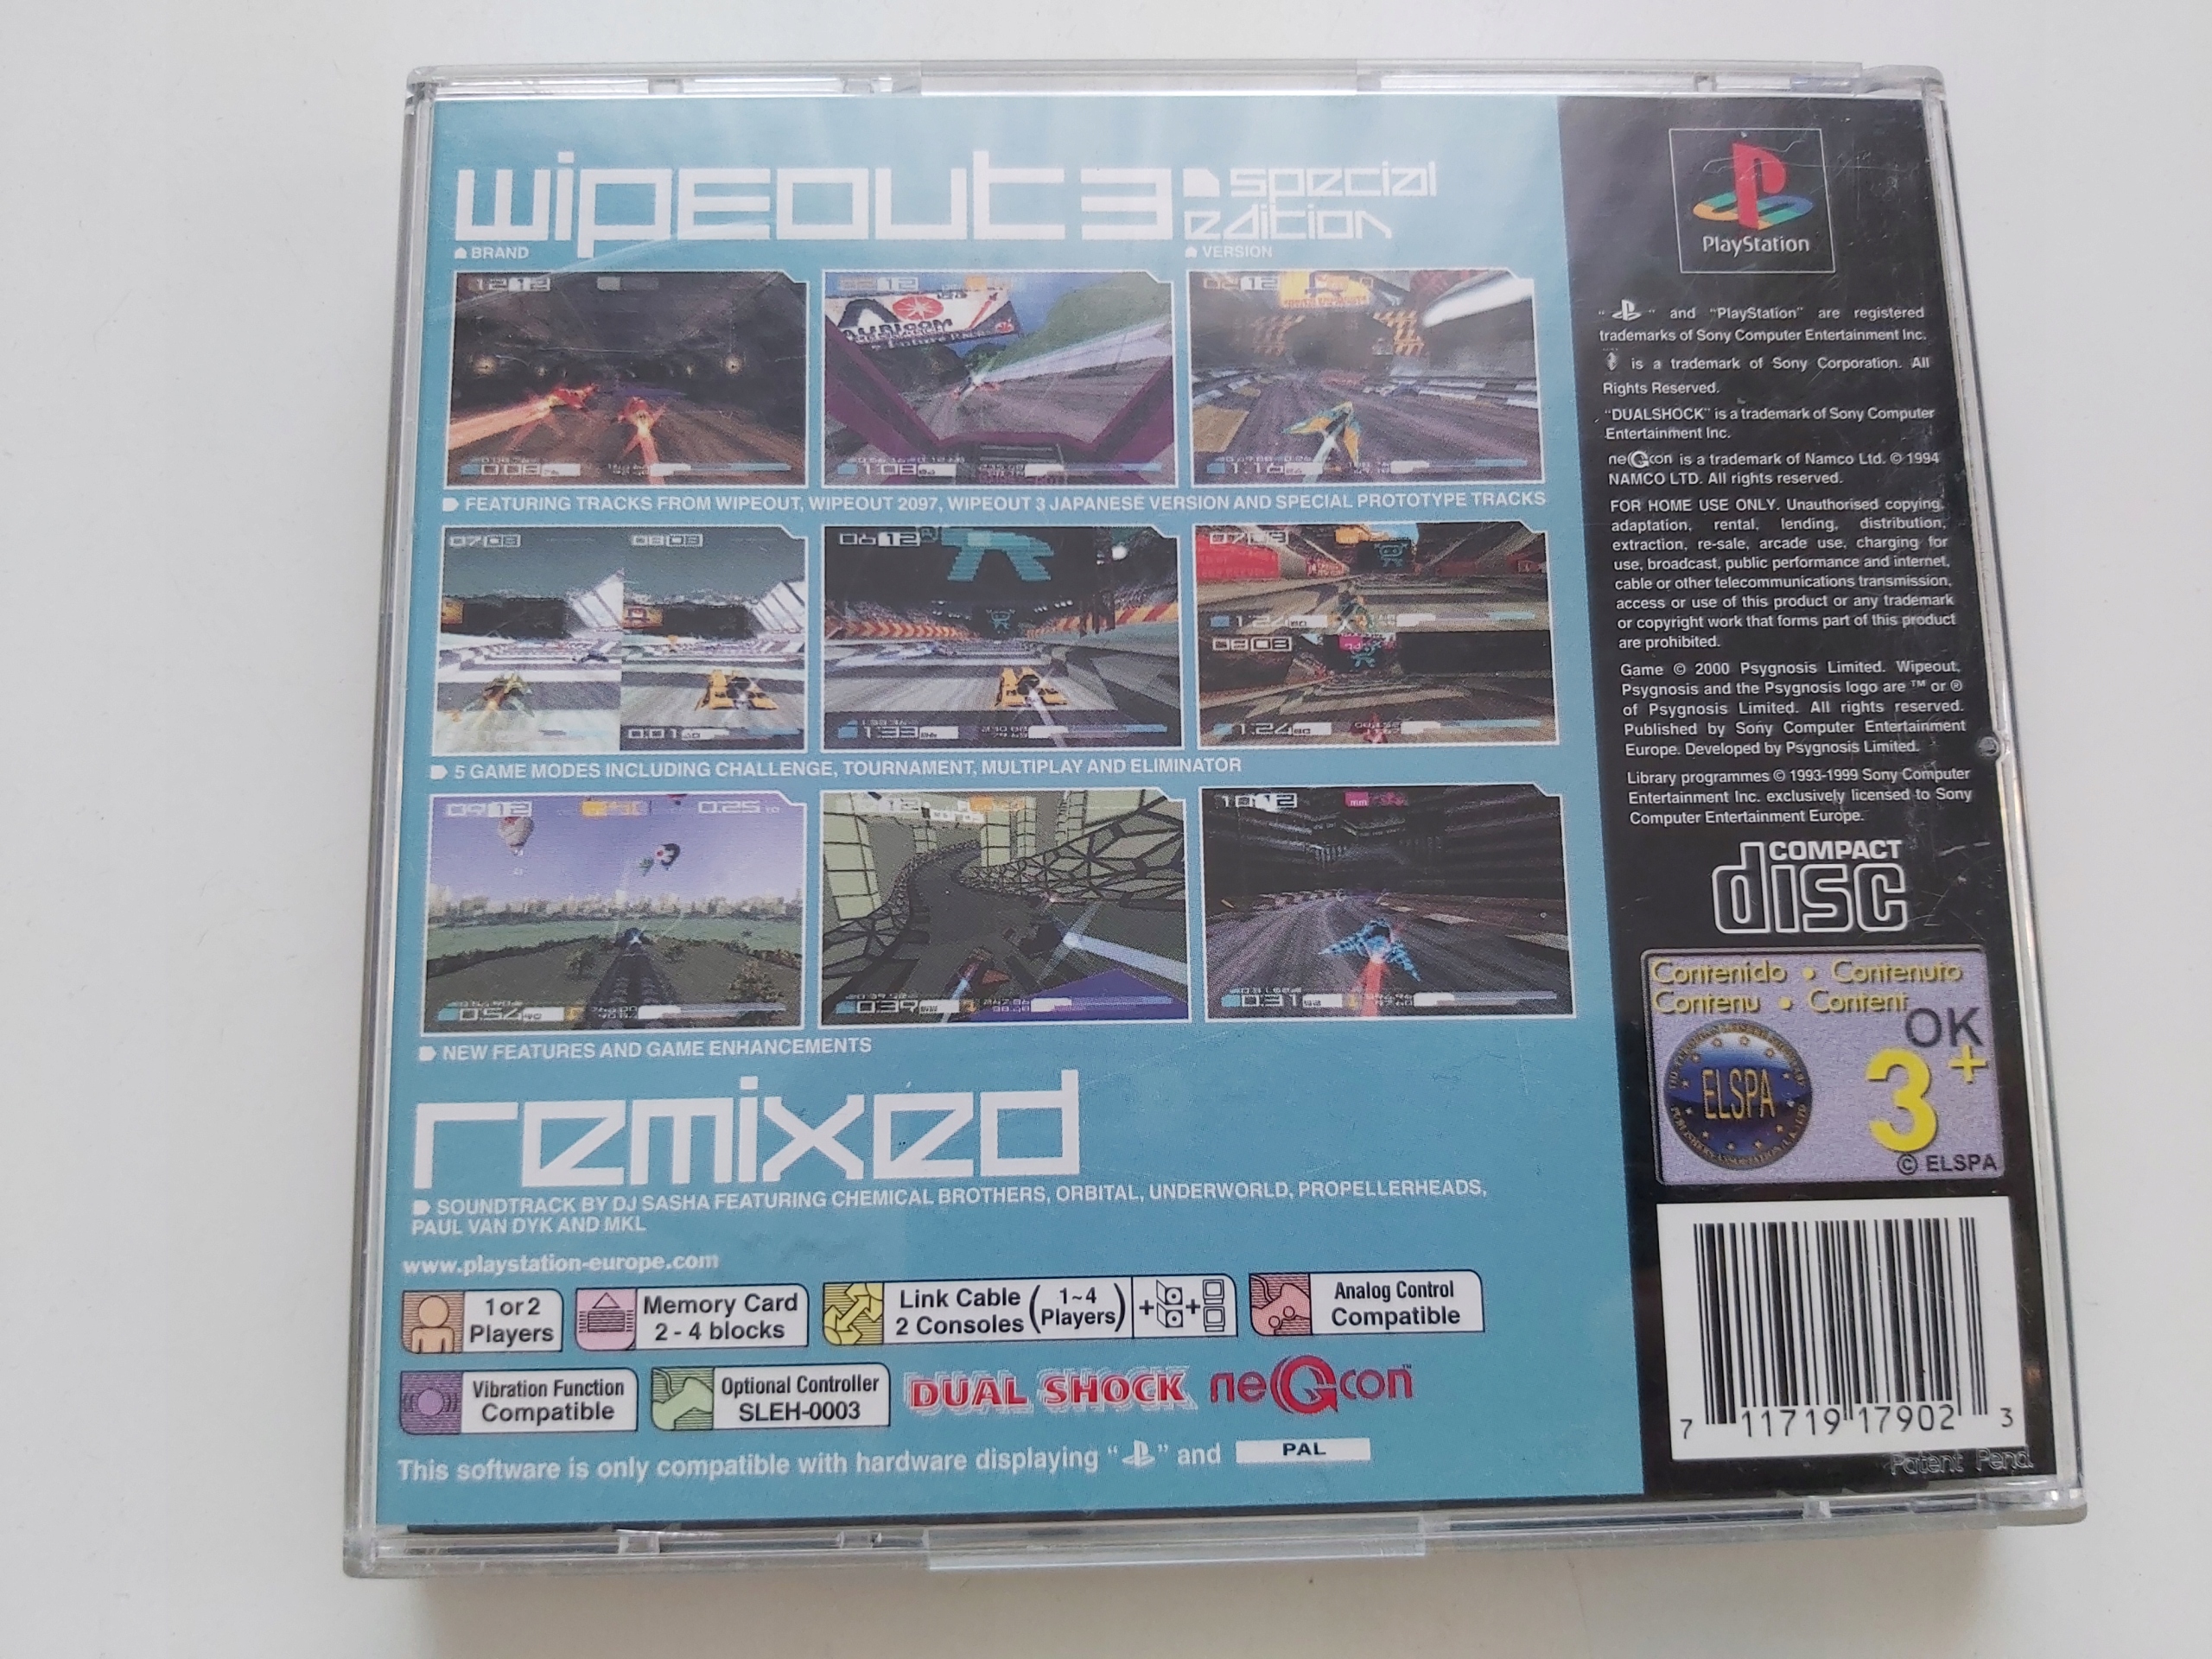 wipeout 3 special
edition
BRAND
VERSION
AURICOM
FEATURING TRACKS FROM WIPEOUT, WIPEOUT 2097, WIPEOUT 3 JAPANESE VERSION AND SPECIAL PROTOTYPE TRACKS
5 GAME MODES INCLUDING CHALLENGE, TOURNAMENT, MULTIPLAY AND ELIMINATOR
NEW FEATURES AND GAME ENHANCEMENTS
remixed
SOUNDTRACK BY DJ SASHA FEATURING CHEMICAL BROTHERS, ORBITAL, UNDERWORLD, PROPELLERHEADS,
PAUL VAN DYK AND MKL
www.playstation-europe.com
1 or 2
Players
Memory Card
2 - 4 blocks
Link Cable
2 Consoles
(1~4
Players)
+ +
Analog Control
Compatible
Vibration Function
Compatible
Optional Controller
SLEH-0003
DUAL SHOCK
neGcon™
This software is only compatible with hardware displaying " " and PAL
PlayStation
" " and "PlayStation" are registered
trademarks of Sony Computer Entertainment Inc.
is a trademark of Sony Corporation. All
Rights Reserved.
"DUALSHOCK" is a trademark of Sony Computer
Entertainment Inc.
neGcon is a trademark of Namco Ltd. © 1994
NAMCO LTD. All rights reserved.
FOR HOME USE ONLY. Unauthorised copying,
adaptation, rental, lending, distribution,
extraction, re-sale, arcade use, charging for
use, broadcast, public performance and internet,
cable or other telecommunications transmission,
access or use of this product or any trademark
or copyright work that forms part of this product
are prohibited.
Game © 2000 Psygnosis Limited. Wipeout,
Psygnosis and the Psygnosis logo are ™ or ®
of Psygnosis Limited. All rights reserved.
Published by Sony Computer Entertainment
Europe. Developed by Psygnosis Limited.
Library programmes © 1993-1999 Sony Computer
Entertainment Inc. exclusively licensed to Sony
Computer Entertainment Europe.
COMPACT
disc
Contenido • Contenuto
Contenu • Content
OK
ELSPA
3+
© ELSPA
7 11719 17902 3
Patent Pend.